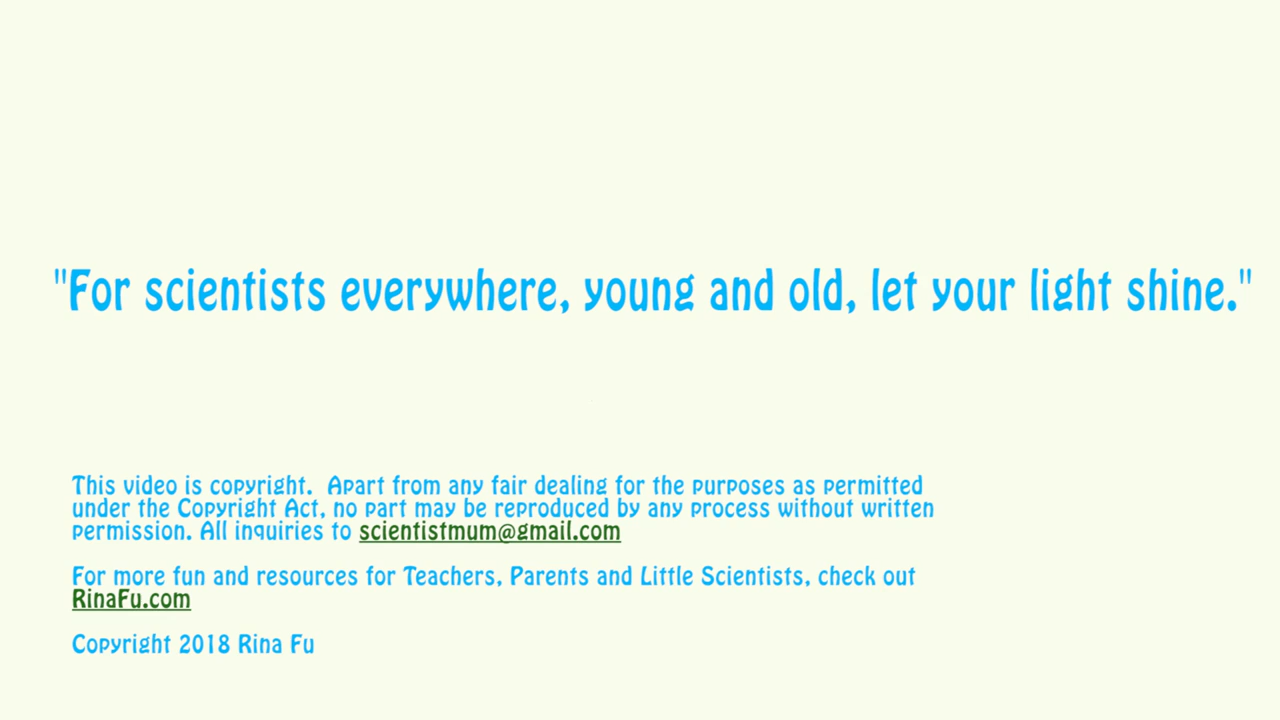 "For scientists everywhere, young and old, let your light shine."
This video is copyright.  Apart from any fair dealing for the purposes as permitted
under the Copyright Act, no part may be reproduced by any process without written
permission. All inquiries to scientistmum@gmail.com
For more fun and resources for Teachers, Parents and Little Scientists, check out
RinaFu.com
Copyright 2018 Rina Fu